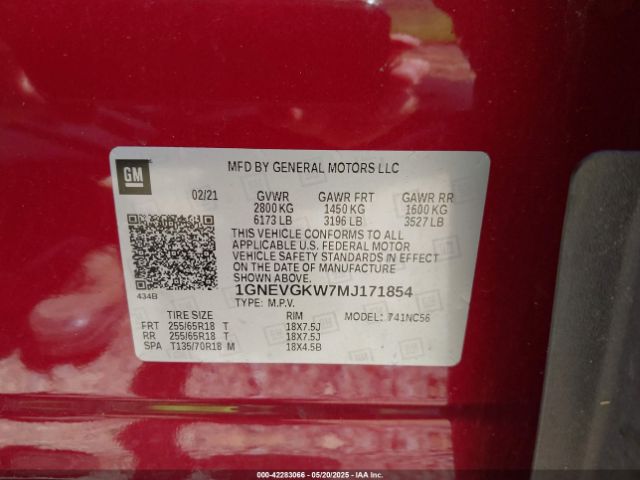 GM
MFD BY GENERAL MOTORS LLC
02/21 GVWR GAWR FRT GAWR RR
2800 KG 1450 KG 1600 KG
6173 LB 3196 LB 3527 LB
THIS VEHICLE CONFORMS TO ALL
APPLICABLE U.S. FEDERAL MOTOR
VEHICLE SAFETY STANDARDS IN EFFECT
ON THE DATE OF MANUFACTURE
SHOWN ABOVE.
1GNEVGKW7MJ171854
434B
TYPE: M.P.V. MODEL: 741NC56
TIRE SIZE RIM
FRT 255/65R18 T 18X7.5J
RR 255/65R18 T 18X7.5J
SPA T135/70R18 M 18X4.5B
000-42283066 - 05/20/2025 - IAA Inc.